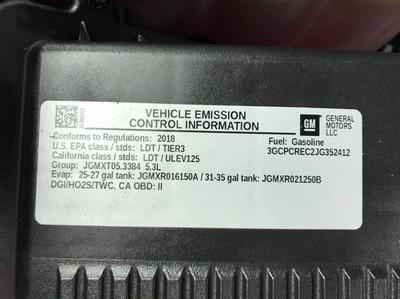 VEHICLE EMISSION
CONTROL INFORMATION
GM
GENERAL
MOTORS
LLC
Conforms to Regulations: 2018
Fuel: Gasoline
U.S. EPA class / stds: LDT / TIER3
3GCPCREC2JG352412
California class / stds: LDT / ULEV125
Group: JGMXT05.3384 5.3L
Evap: 25-27 gal tank: JGMXR016150A / 31-35 gal tank: JGMXR021250B
DGI/HO2S/TWC, CA OBD: II